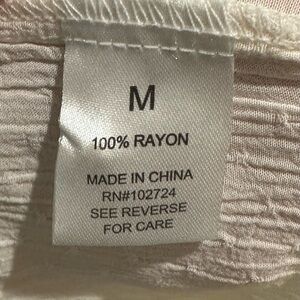 M
100% RAYON
MADE IN CHINA
RN#102724
SEE REVERSE
FOR CARE